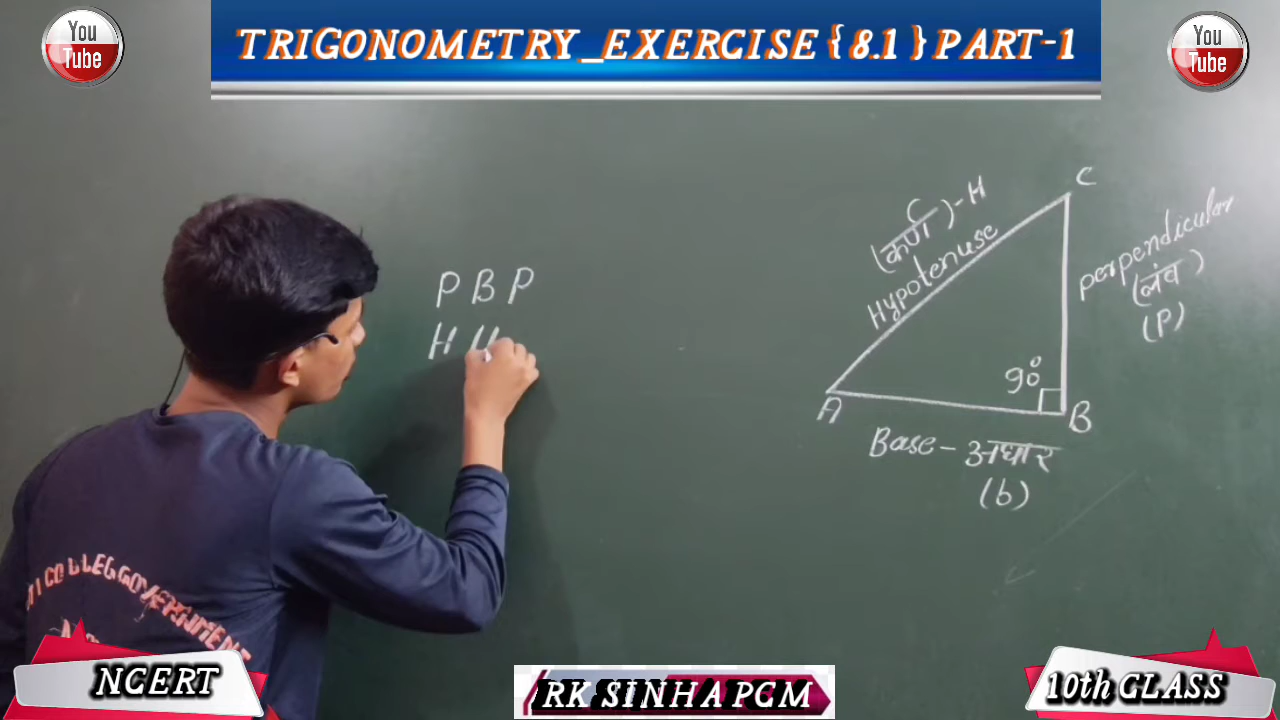 You
Tube
TRIGONOMETRY_EXERCISE { 8.1 } PART-1
You
Tube
C
(कर्ण)-H
Hypotenuse
perpendicular
(लंब)
(P)
P B P
H H
90°
A
B
Base - आधार
(b)
NCERT
RK SINHA PCM
10th CLASS